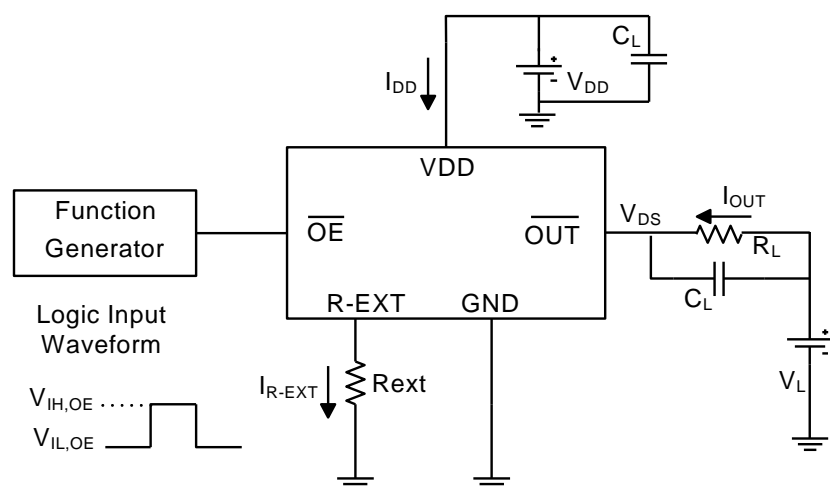 C_L
I_DD
+
-
V_DD
VDD
Function
Generator
OE
OUT
V_DS
I_OUT
R_L
C_L
R-EXT
GND
+
-
V_L
Logic Input
Waveform
I_R-EXT
Rext
V_IH,OE
V_IL,OE